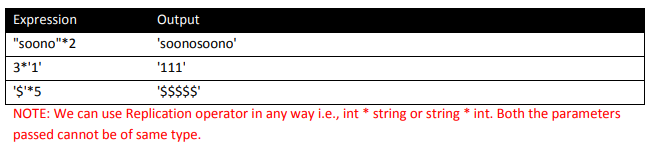 Expression Output
"soono"*2 'soonosoono'
3*'1' '111'
'$'*5 '$$$$$'
NOTE: We can use Replication operator in any way i.e., int * string or string * int. Both the parameters
passed cannot be of same type.